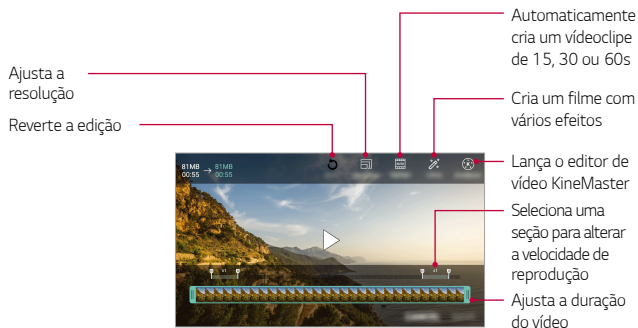 Ajusta a
resolução
Reverte a edição
Automaticamente
cria um vídeoclipe
de 15, 30 ou 60s
Cria um filme com
vários efeitos
Lança o editor de
vídeo KineMaster
Seleciona uma
seção para alterar
a velocidade de
reprodução
Ajusta a duração
do vídeo
81MB → 81MB
00:55 00:55
x1 x1